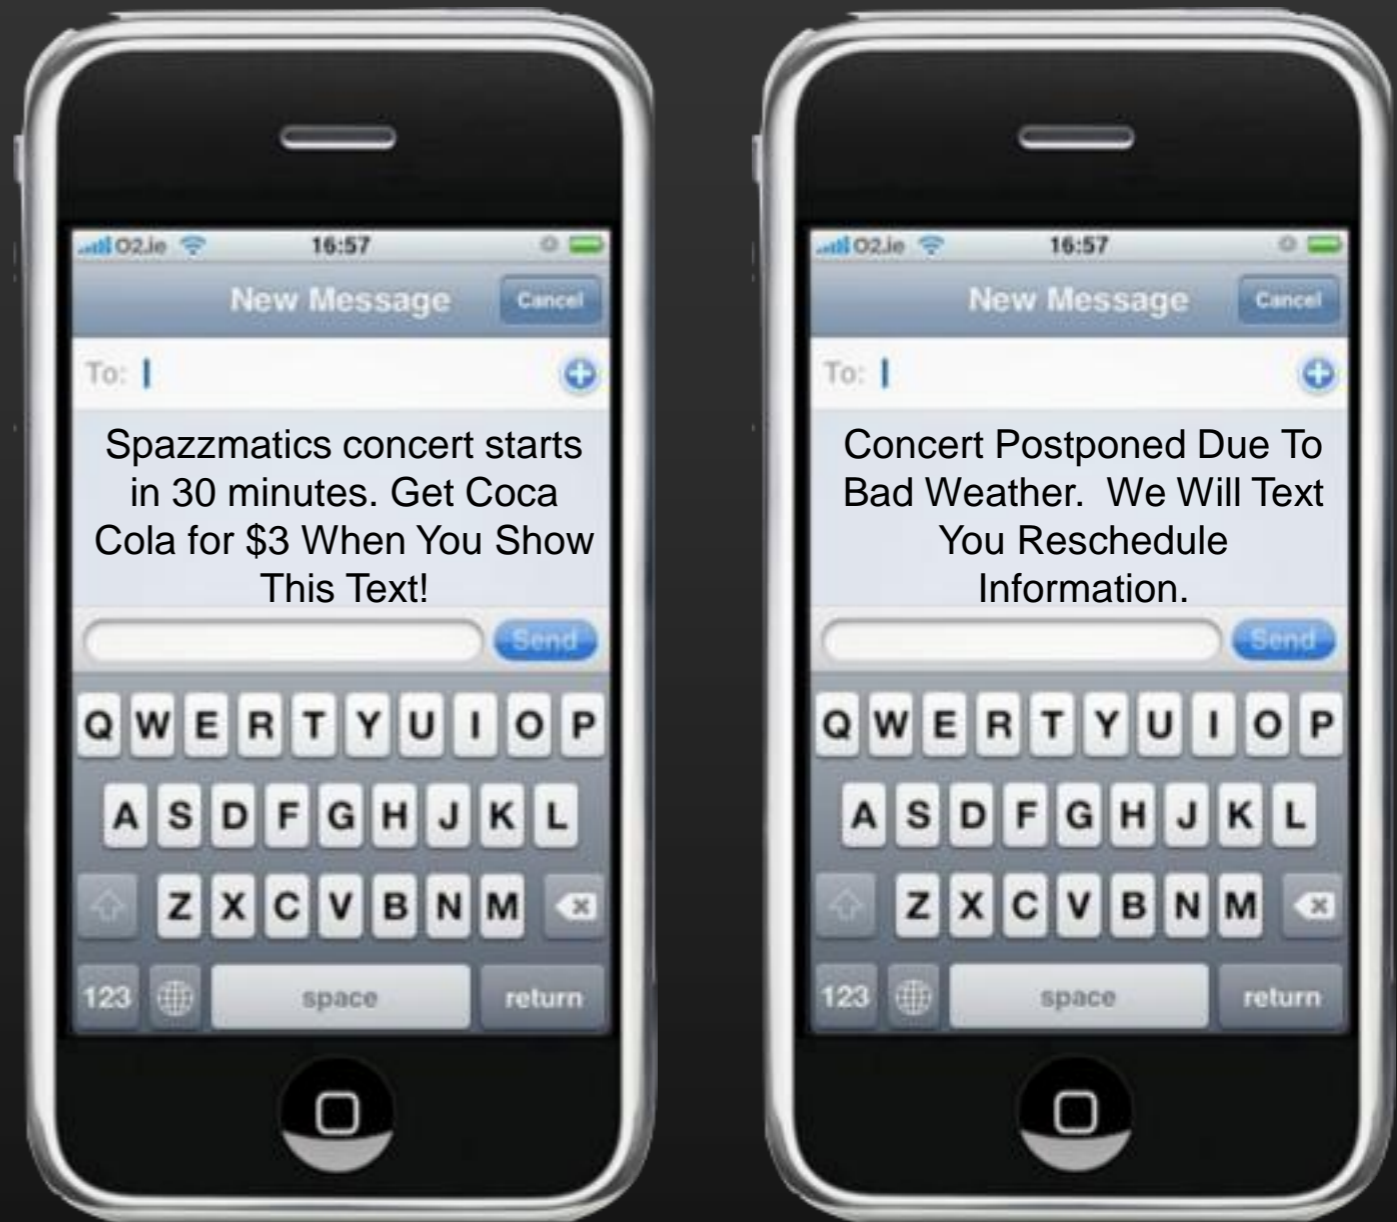 O2.ie 16:57
New Message Cancel
To:
Spazzmatics concert starts
in 30 minutes. Get Coca
Cola for $3 When You Show
This Text!
Send
Q W E R T Y U I O P
A S D F G H J K L
Z X C V B N M
123 space return
O2.ie 16:57
New Message Cancel
To:
Concert Postponed Due To
Bad Weather. We Will Text
You Reschedule
Information.
Send
Q W E R T Y U I O P
A S D F G H J K L
Z X C V B N M
123 space return